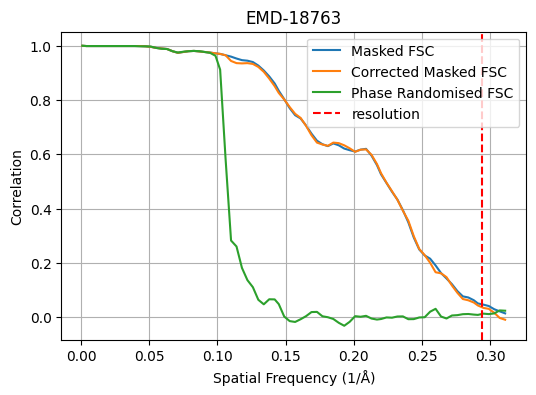 EMD-18763
Correlation
1.0
0.8
0.6
0.4
0.2
0.0
Masked FSC
Corrected Masked FSC
Phase Randomised FSC
resolution
0.00 0.05 0.10 0.15 0.20 0.25 0.30
Spatial Frequency (1/Å)